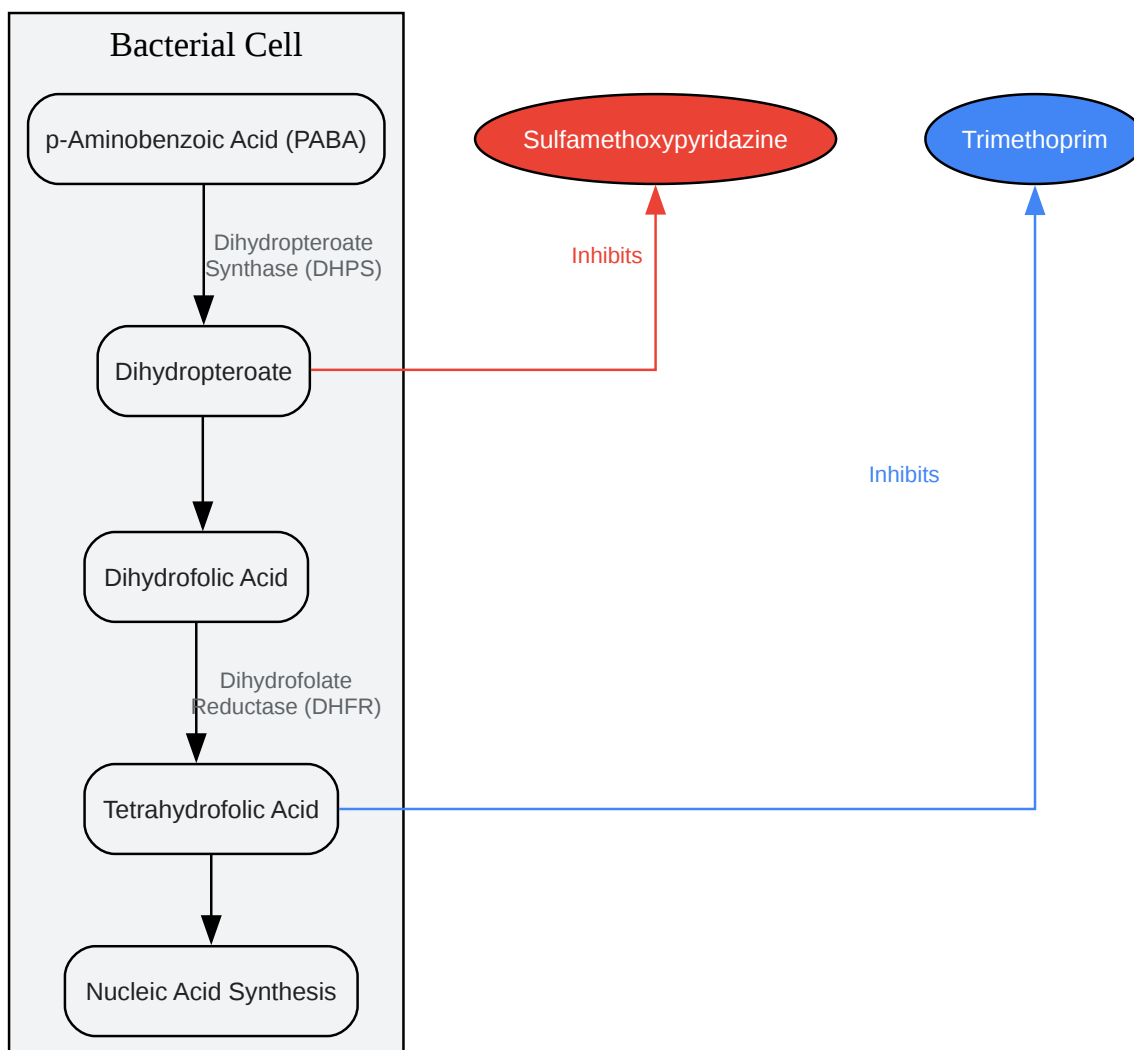 Bacterial Cell
p-Aminobenzoic Acid (PABA)
Sulfamethoxypyridazine
Trimethoprim
Dihydropteroate
Synthase (DHPS)
Inhibits
Dihydropteroate
Inhibits
Dihydrofolic Acid
Dihydrofolate
Reductase (DHFR)
Tetrahydrofolic Acid
Nucleic Acid Synthesis